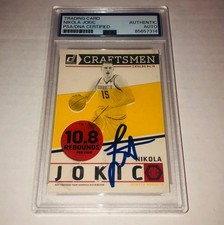 TRADING CARD
NIKOLA JOKIC
PSA/DNA CERTIFIED
AUTHENTIC
AUTO
CRAFTSMEN
15
10.8
REBOUNDS
NIKOLA
JOKIC